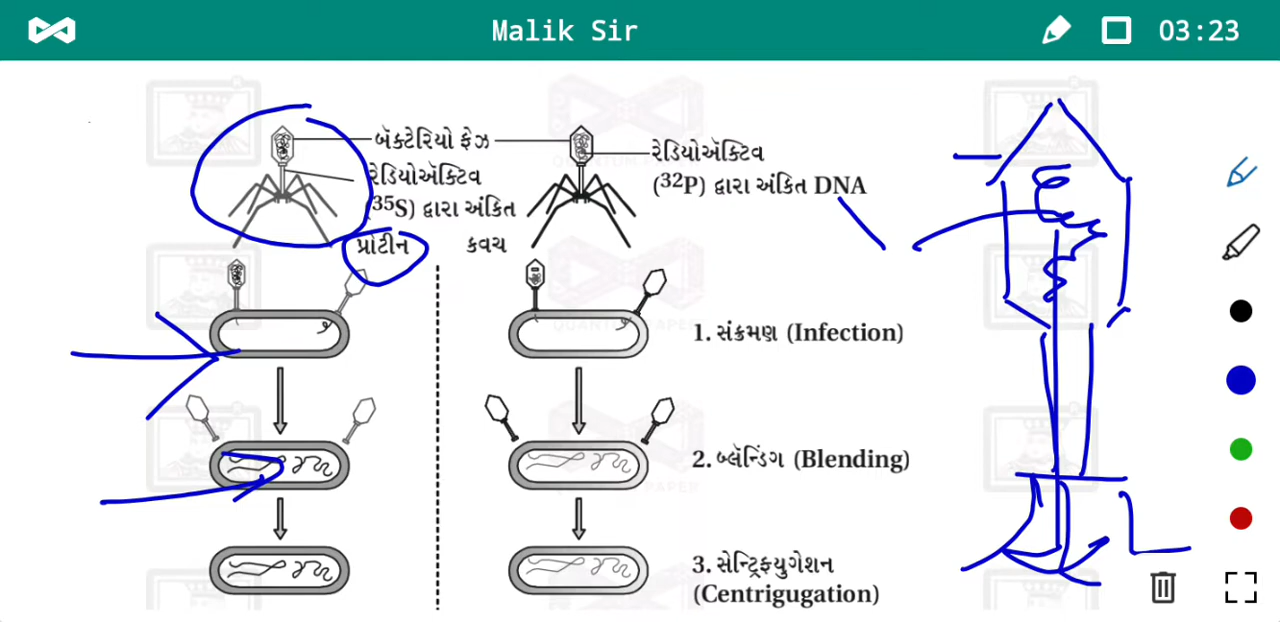 Malik Sir
03:23
બૅક્ટેરિયો ફેઝ
રેડિયોઍક્ટિવ
(35S) દ્વારા અંકિત
પ્રોટીન કવચ
રેડિયોઍક્ટિવ
(32P) દ્વારા અંકિત DNA
1. સંક્રમણ (Infection)
2. બ્લૅન્ડિંગ (Blending)
3. સેન્ટ્રિફ્યુગેશન
(Centrigugation)